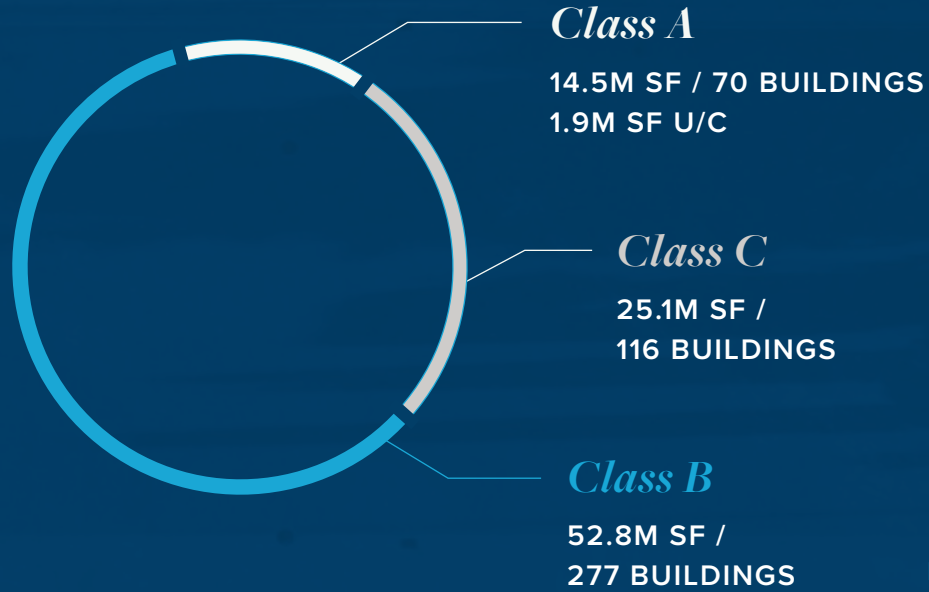 Class A
14.5M SF / 70 BUILDINGS
1.9M SF U/C
Class C
25.1M SF /
116 BUILDINGS
Class B
52.8M SF /
277 BUILDINGS